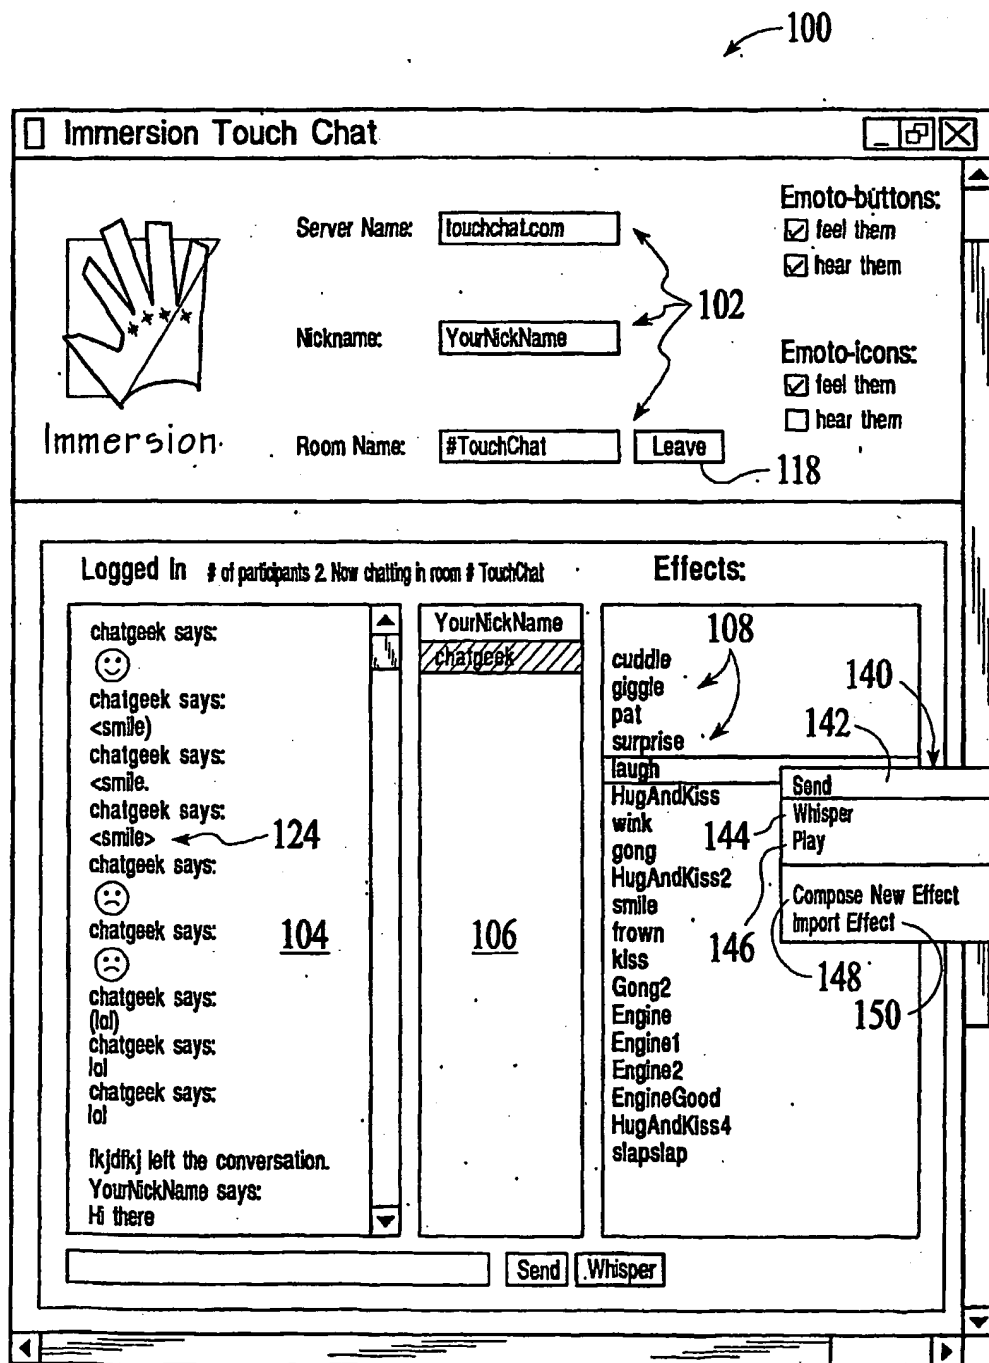 100
Immersion Touch Chat
Emoto-buttons:
Server Name: touchchat.com
feel them
hear them
102
Nickname: YourNickName
Emoto-icons:
feel them
hear them
Immersion
Room Name: #TouchChat Leave
118
Logged In # of participants 2. Now chatting in room # TouchChat
Effects:
chatgeek says:
chatgeek says:
<smile)
chatgeek says:
<smile.
chatgeek says:
<smile>
124
chatgeek says:
chatgeek says:
104
chatgeek says:
(lol)
chatgeek says:
lol
chatgeek says:
lol
fkjdfkj left the conversation.
YourNickName says:
Hi there
YourNickName
chatgeek
106
108
cuddle
giggle
pat
surprise
laugh
HugAndKiss
wink
gong
HugAndKiss2
smile
frown
kiss
Gong2
Engine
Engine1
Engine2
EngineGood
HugAndKiss4
slapslap
140
142
Send
144
Whisper
146
Play
148
Compose New Effect
150
Import Effect
Send
Whisper